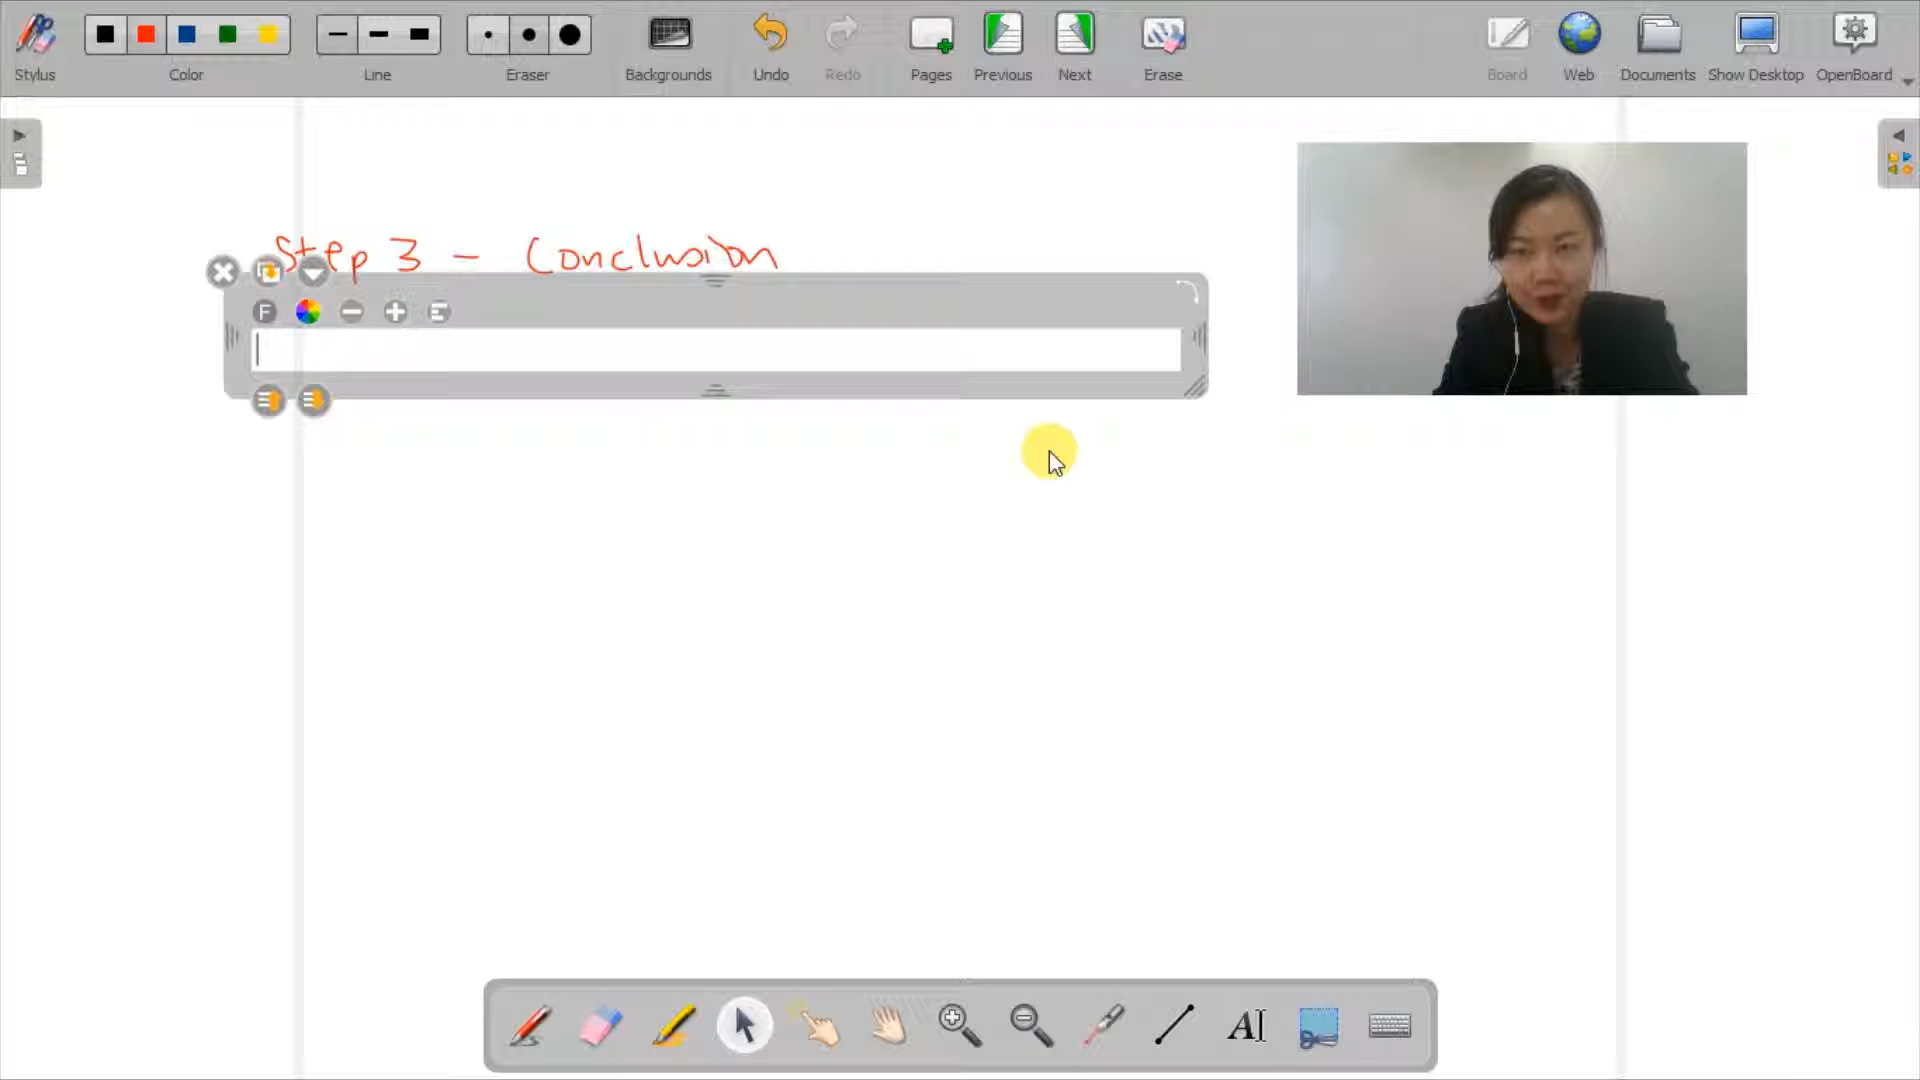 Stylus Color Line Eraser Backgrounds Undo Redo Pages Previous Next Erase Board Web Documents Show Desktop OpenBoard
Step 3 - Conclusion
F
AI